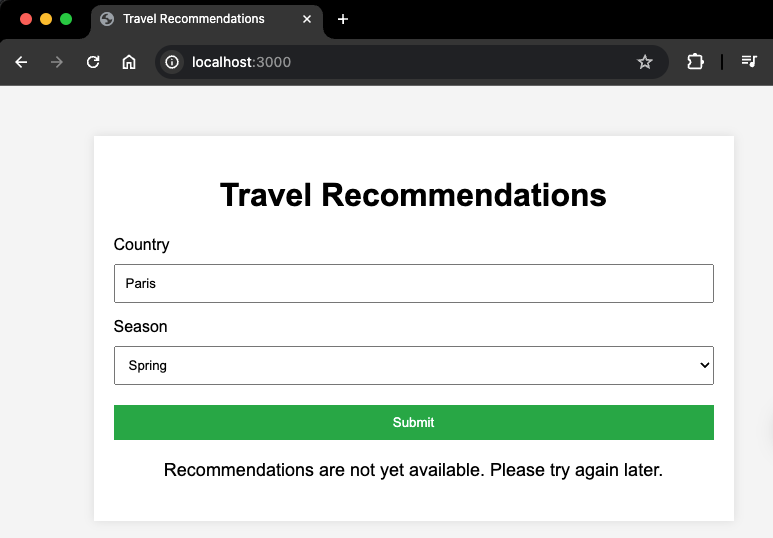 Travel Recommendations
localhost:3000
Travel Recommendations
Country
Paris
Season
Spring
Submit
Recommendations are not yet available. Please try again later.